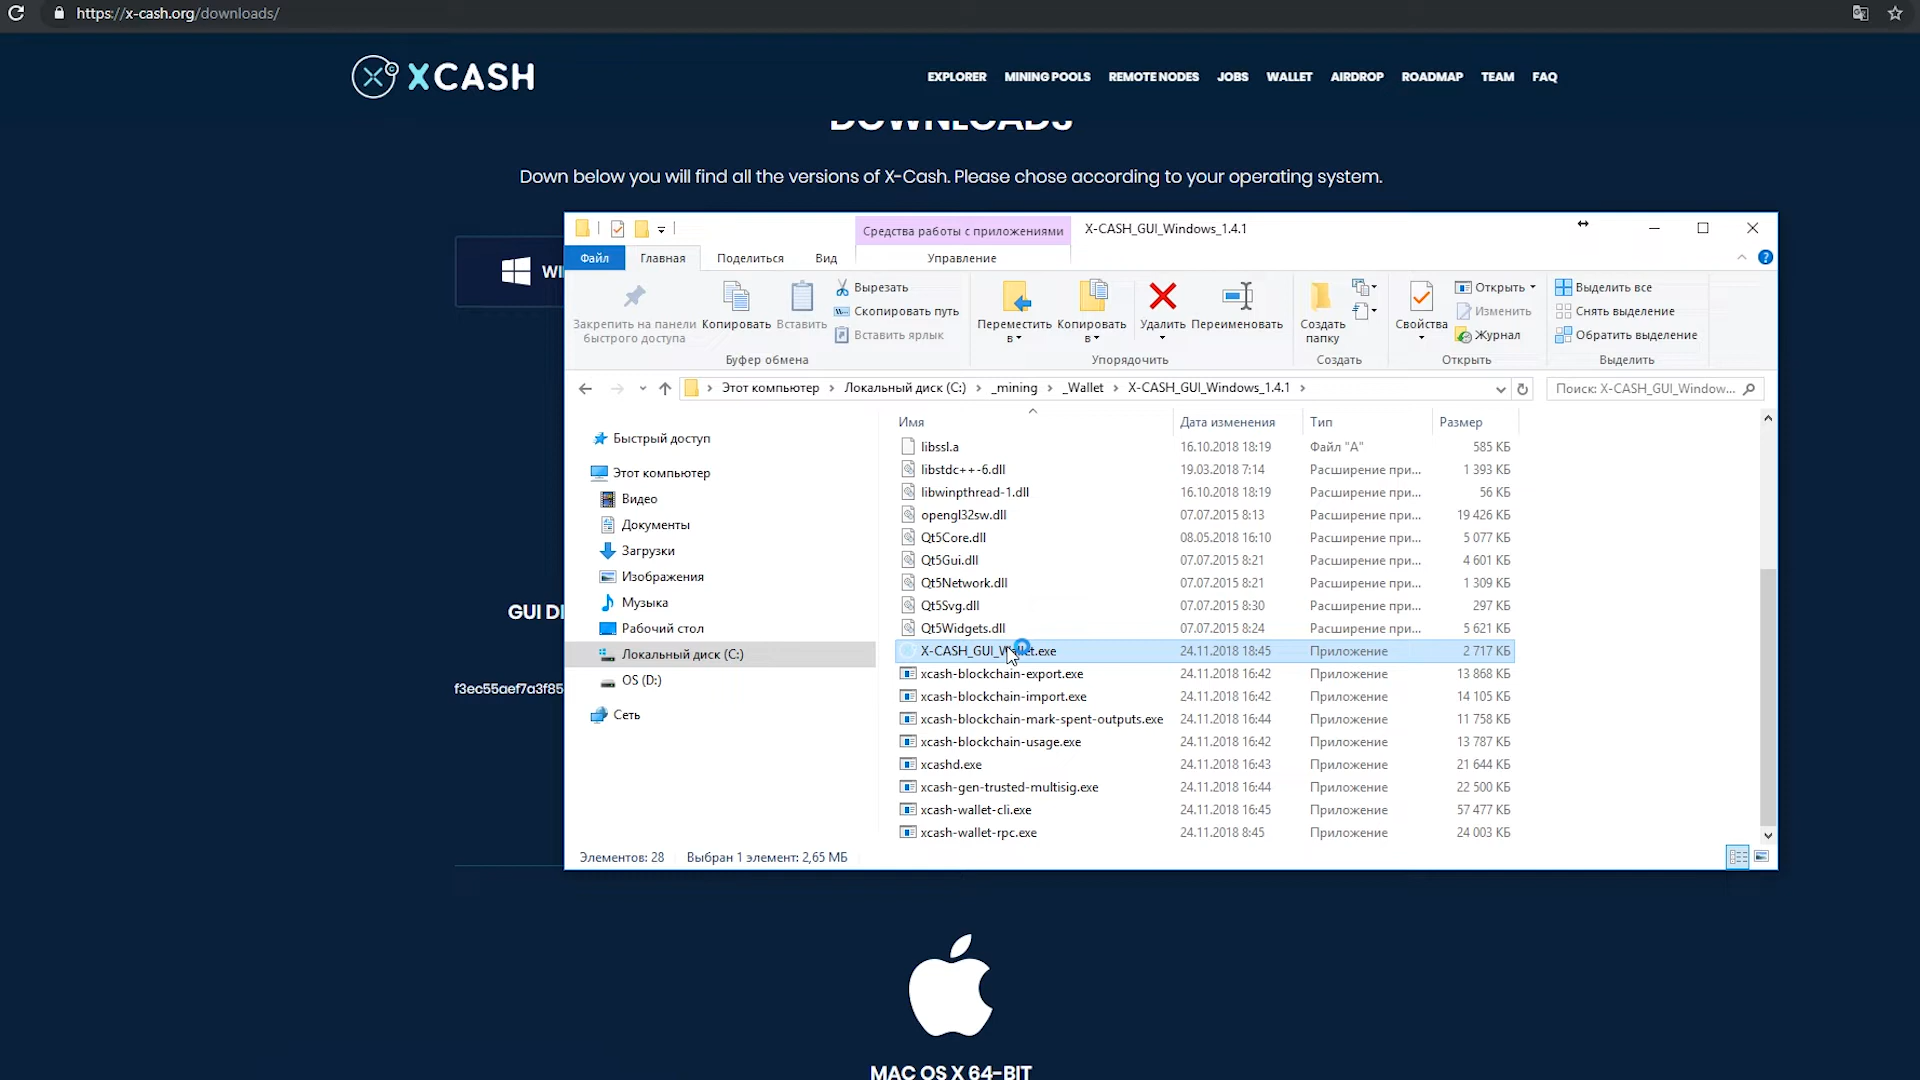 https://x-cash.org/downloads/
XCASH
EXPLORER MINING POOLS REMOTE NODES JOBS WALLET AIRDROP ROADMAP TEAM FAQ
DOWNLOADS
Down below you will find all the versions of X-Cash. Please chose according to your operating system.
WI
GUI DI
f3ec55aef7a3f85
Средства работы с приложениями X-CASH_GUI_Windows_1.4.1
Файл Главная Поделиться Вид Управление
Закрепить на панели быстрого доступа
Копировать
Вставить
Вырезать
Скопировать путь
Вставить ярлык
Буфер обмена
Переместить в
Копировать в
Удалить
Переименовать
Упорядочить
Создать папку
Создать
Свойства
Открыть
Изменить
Журнал
Открыть
Выделить все
Снять выделение
Обратить выделение
Выделить
Этот компьютер Локальный диск (C:) _mining _Wallet X-CASH_GUI_Windows_1.4.1
Поиск: X-CASH_GUI_Window...
Быстрый доступ
Этот компьютер
Видео
Документы
Загрузки
Изображения
Музыка
Рабочий стол
Локальный диск (C:)
OS (D:)
Сеть
Имя Дата изменения Тип Размер
libssl.a 16.10.2018 18:19 Файл "A" 585 КБ
libstdc++-6.dll 19.03.2018 7:14 Расширение при... 1 393 КБ
libwinpthread-1.dll 16.10.2018 18:19 Расширение при... 56 КБ
opengl32sw.dll 07.07.2015 8:13 Расширение при... 19 426 КБ
Qt5Core.dll 08.05.2018 16:10 Расширение при... 5 077 КБ
Qt5Gui.dll 07.07.2015 8:21 Расширение при... 4 601 КБ
Qt5Network.dll 07.07.2015 8:21 Расширение при... 1 309 КБ
Qt5Svg.dll 07.07.2015 8:30 Расширение при... 297 КБ
Qt5Widgets.dll 07.07.2015 8:24 Расширение при... 5 621 КБ
X-CASH_GUI_Wallet.exe 24.11.2018 18:45 Приложение 2 717 КБ
xcash-blockchain-export.exe 24.11.2018 16:42 Приложение 13 868 КБ
xcash-blockchain-import.exe 24.11.2018 16:42 Приложение 14 105 КБ
xcash-blockchain-mark-spent-outputs.exe 24.11.2018 16:44 Приложение 11 758 КБ
xcash-blockchain-usage.exe 24.11.2018 16:42 Приложение 13 787 КБ
xcashd.exe 24.11.2018 16:43 Приложение 21 644 КБ
xcash-gen-trusted-multisig.exe 24.11.2018 16:44 Приложение 22 500 КБ
xcash-wallet-cli.exe 24.11.2018 16:45 Приложение 57 477 КБ
xcash-wallet-rpc.exe 24.11.2018 8:45 Приложение 24 003 КБ
Элементов: 28 Выбран 1 элемент: 2,65 МБ
MAC OS X 64-BIT